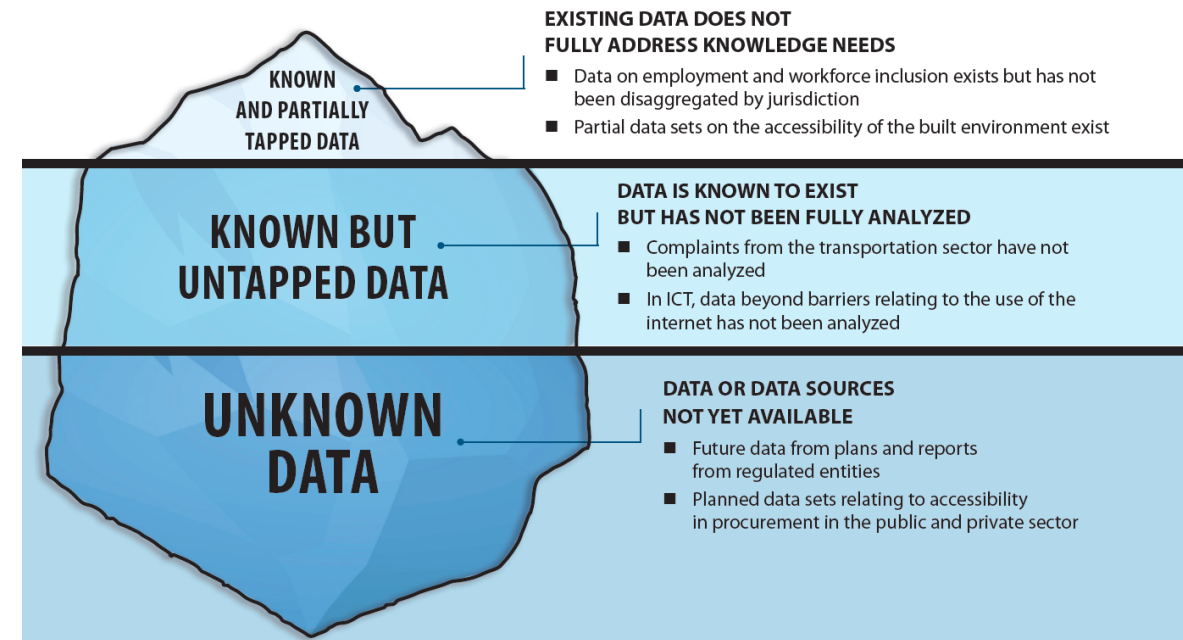 KNOWN
AND PARTIALLY
TAPPED DATA
EXISTING DATA DOES NOT
FULLY ADDRESS KNOWLEDGE NEEDS
■ Data on employment and workforce inclusion exists but has not
been disaggregated by jurisdiction
■ Partial data sets on the accessibility of the built environment exist
KNOWN BUT
UNTAPPED DATA
DATA IS KNOWN TO EXIST
BUT HAS NOT BEEN FULLY ANALYZED
■ Complaints from the transportation sector have not
been analyzed
■ In ICT, data beyond barriers relating to the use of the
internet has not been analyzed
UNKNOWN
DATA
DATA OR DATA SOURCES
NOT YET AVAILABLE
■ Future data from plans and reports
from regulated entities
■ Planned data sets relating to accessibility
in procurement in the public and private sector